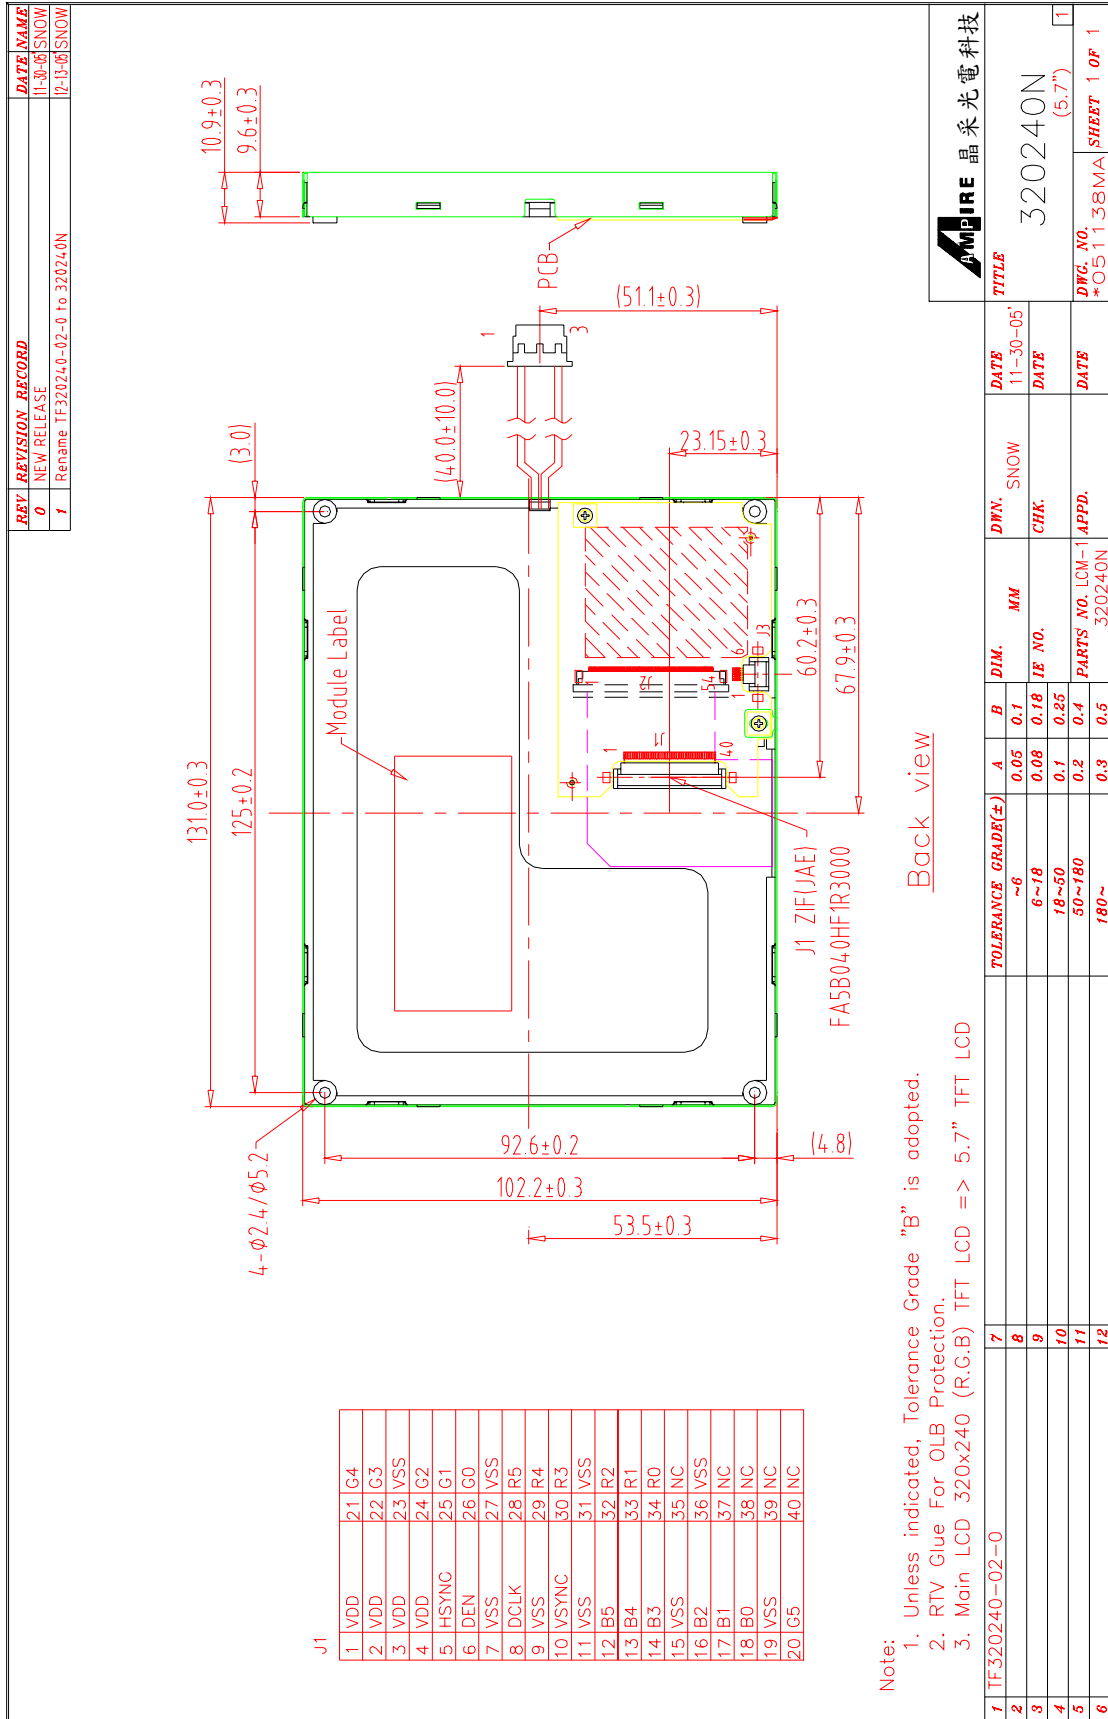 REV REVISION RECORD DATE NAME
0 NEW RELEASE 11-30-05' SNOW
1 Rename TF320240-02-0 to 320240N 12-13-05' SNOW
10.9±0.3
9.6±0.3
PCB
(51.1±0.3)
1
3
(40.0±10.0)
23.15±0.3
(3.0)
131.0±0.3
125±0.2
Module Label
60.2±0.3
67.9±0.3
J3
6
1
J2
1
54
J1
1
40
J1 ZIF(JAE)
FA5B040HF1R3000
4-Φ2.4/Φ5.2
92.6±0.2
(4.8)
102.2±0.3
53.5±0.3
Back view
J1
1 VDD 21 G4
2 VDD 22 G3
3 VDD 23 VSS
4 VDD 24 G2
5 HSYNC 25 G1
6 DEN 26 G0
7 VSS 27 VSS
8 DCLK 28 R5
9 VSS 29 R4
10 VSYNC 30 R3
11 VSS 31 VSS
12 B5 32 R2
13 B4 33 R1
14 B3 34 R0
15 VSS 35 NC
16 B2 36 VSS
17 B1 37 NC
18 B0 38 NC
19 VSS 39 NC
20 G5 40 NC
Note:
1. Unless indicated, Tolerance Grade "B" is adopted.
2. RTV Glue For OLB Protection.
3. Main LCD 320x240 (R.G.B) TFT LCD => 5.7" TFT LCD
1 TF320240-02-0 7
2 8
3 9
4 10
5 11
6 12
TOLERANCE GRADE(±) A B
~6 0.05 0.1
6~18 0.08 0.18
18~50 0.1 0.25
50~180 0.2 0.4
180~ 0.3 0.5
DIM. MM
IE NO.
PARTS NO. LCM-1
320240N
DWN. SNOW
CHK.
APPD.
DATE
11-30-05'
DATE
DATE
AMPIRE 晶采光電科技
TITLE
320240N
(5.7")
1
DWG. NO.
*051138MA
SHEET 1 OF 1